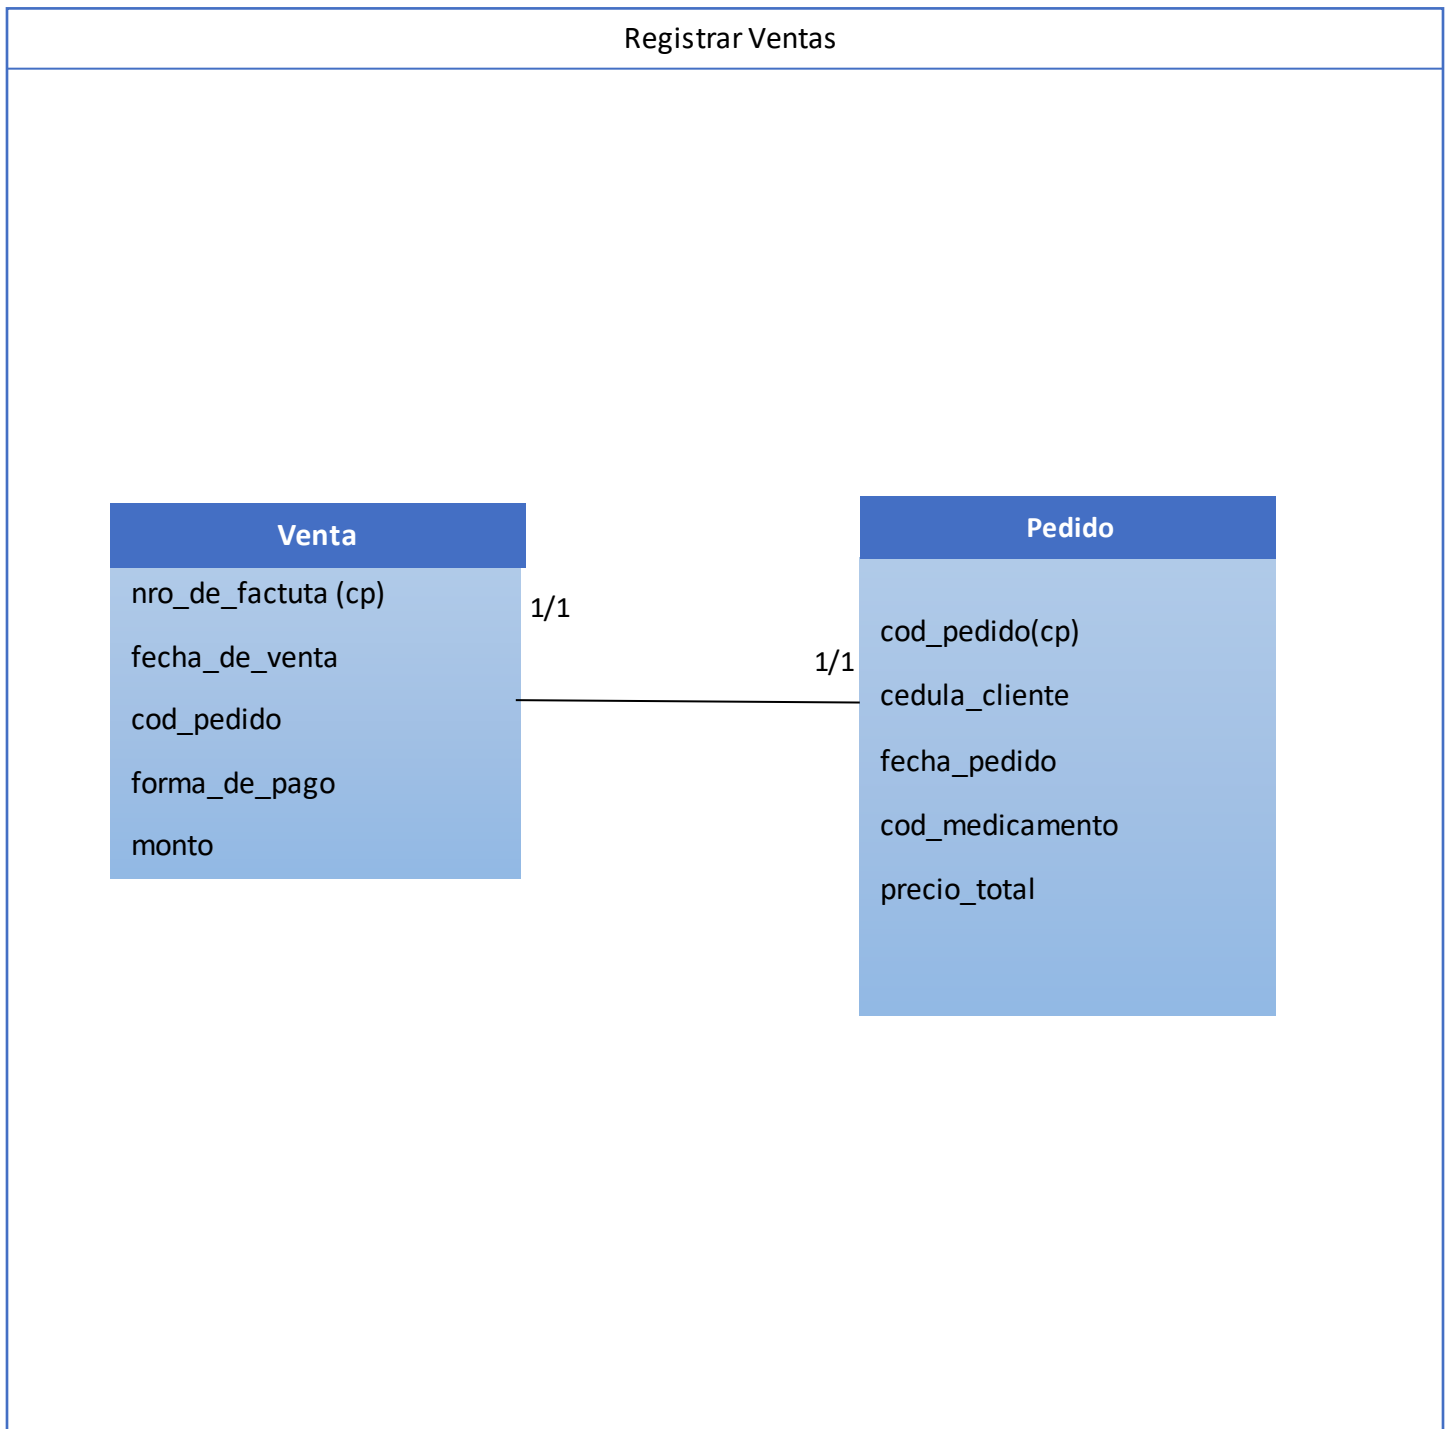 Registrar Ventas
Venta
nro_de_factuta (cp)
fecha_de_venta
cod_pedido
forma_de_pago
monto
1/1
1/1
Pedido
cod_pedido(cp)
cedula_cliente
fecha_pedido
cod_medicamento
precio_total